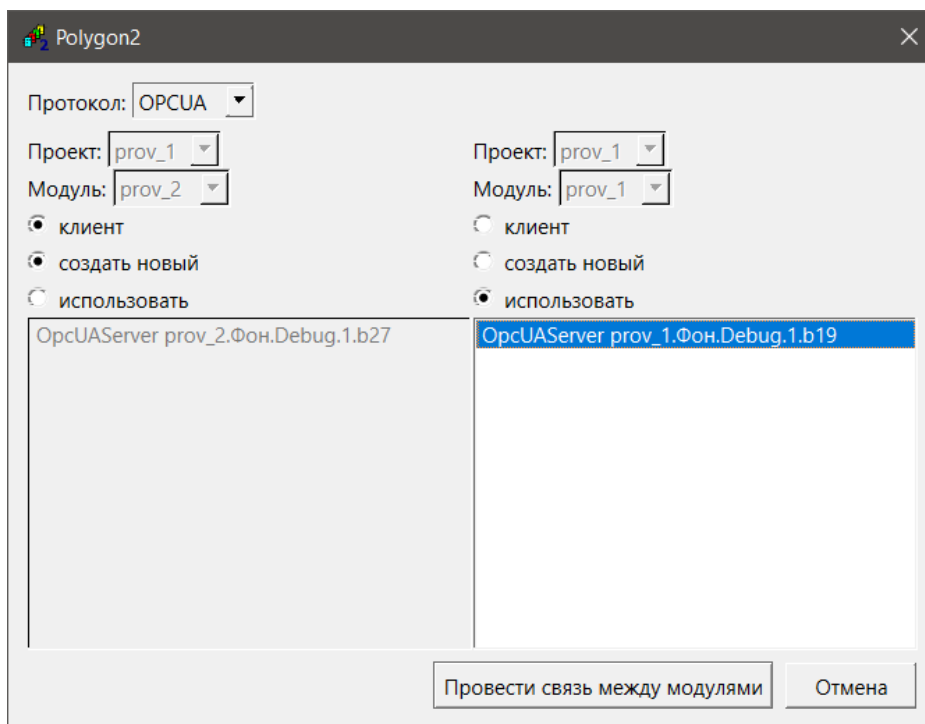 Polygon2
Протокол: OPCUA
Проект: prov_1
Модуль: prov_2
клиент
создать новый
использовать
OpcUAServer prov_2.Фон.Debug.1.b27
Проект: prov_1
Модуль: prov_1
клиент
создать новый
использовать
OpcUAServer prov_1.Фон.Debug.1.b19
Провести связь между модулями
Отмена